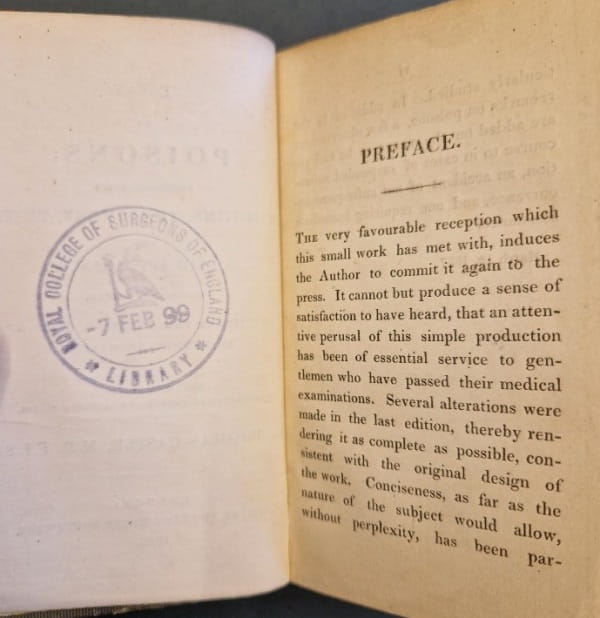 ROYAL COLLEGE OF SURGEONS OF ENGLAND
-7 FEB 99
* LIBRARY *
POISONS;
PREFACE.
THE very favourable reception which
this small work has met with, induces
the Author to commit it again to the
press. It cannot but produce a sense of
satisfaction to have heard, that an atten-
tive perusal of this simple production
has been of essential service to gen-
tlemen who have passed their medical
examinations. Several alterations were
made in the last edition, thereby ren-
dering it as complete as possible, con-
sistent with the original design of
the work. Conciseness, as far as the
nature of the subject would allow,
without perplexity, has been par-